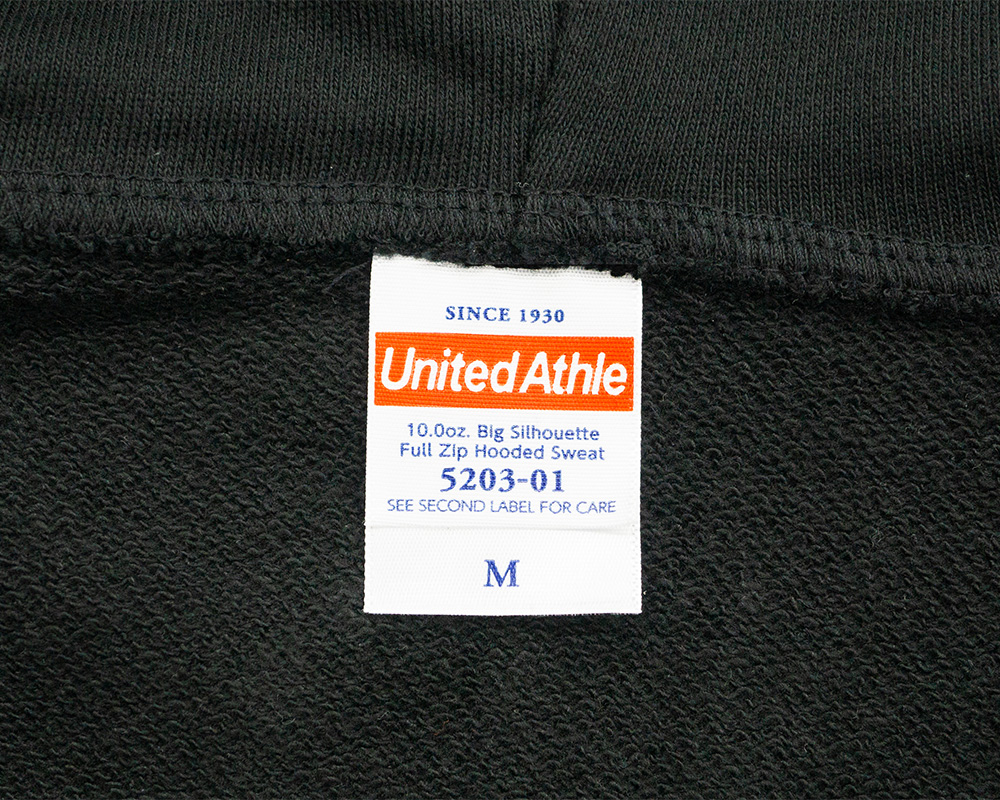 SINCE 1930
United Athle
10.0oz. Big Silhouette
Full Zip Hooded Sweat
5203-01
SEE SECOND LABEL FOR CARE
M